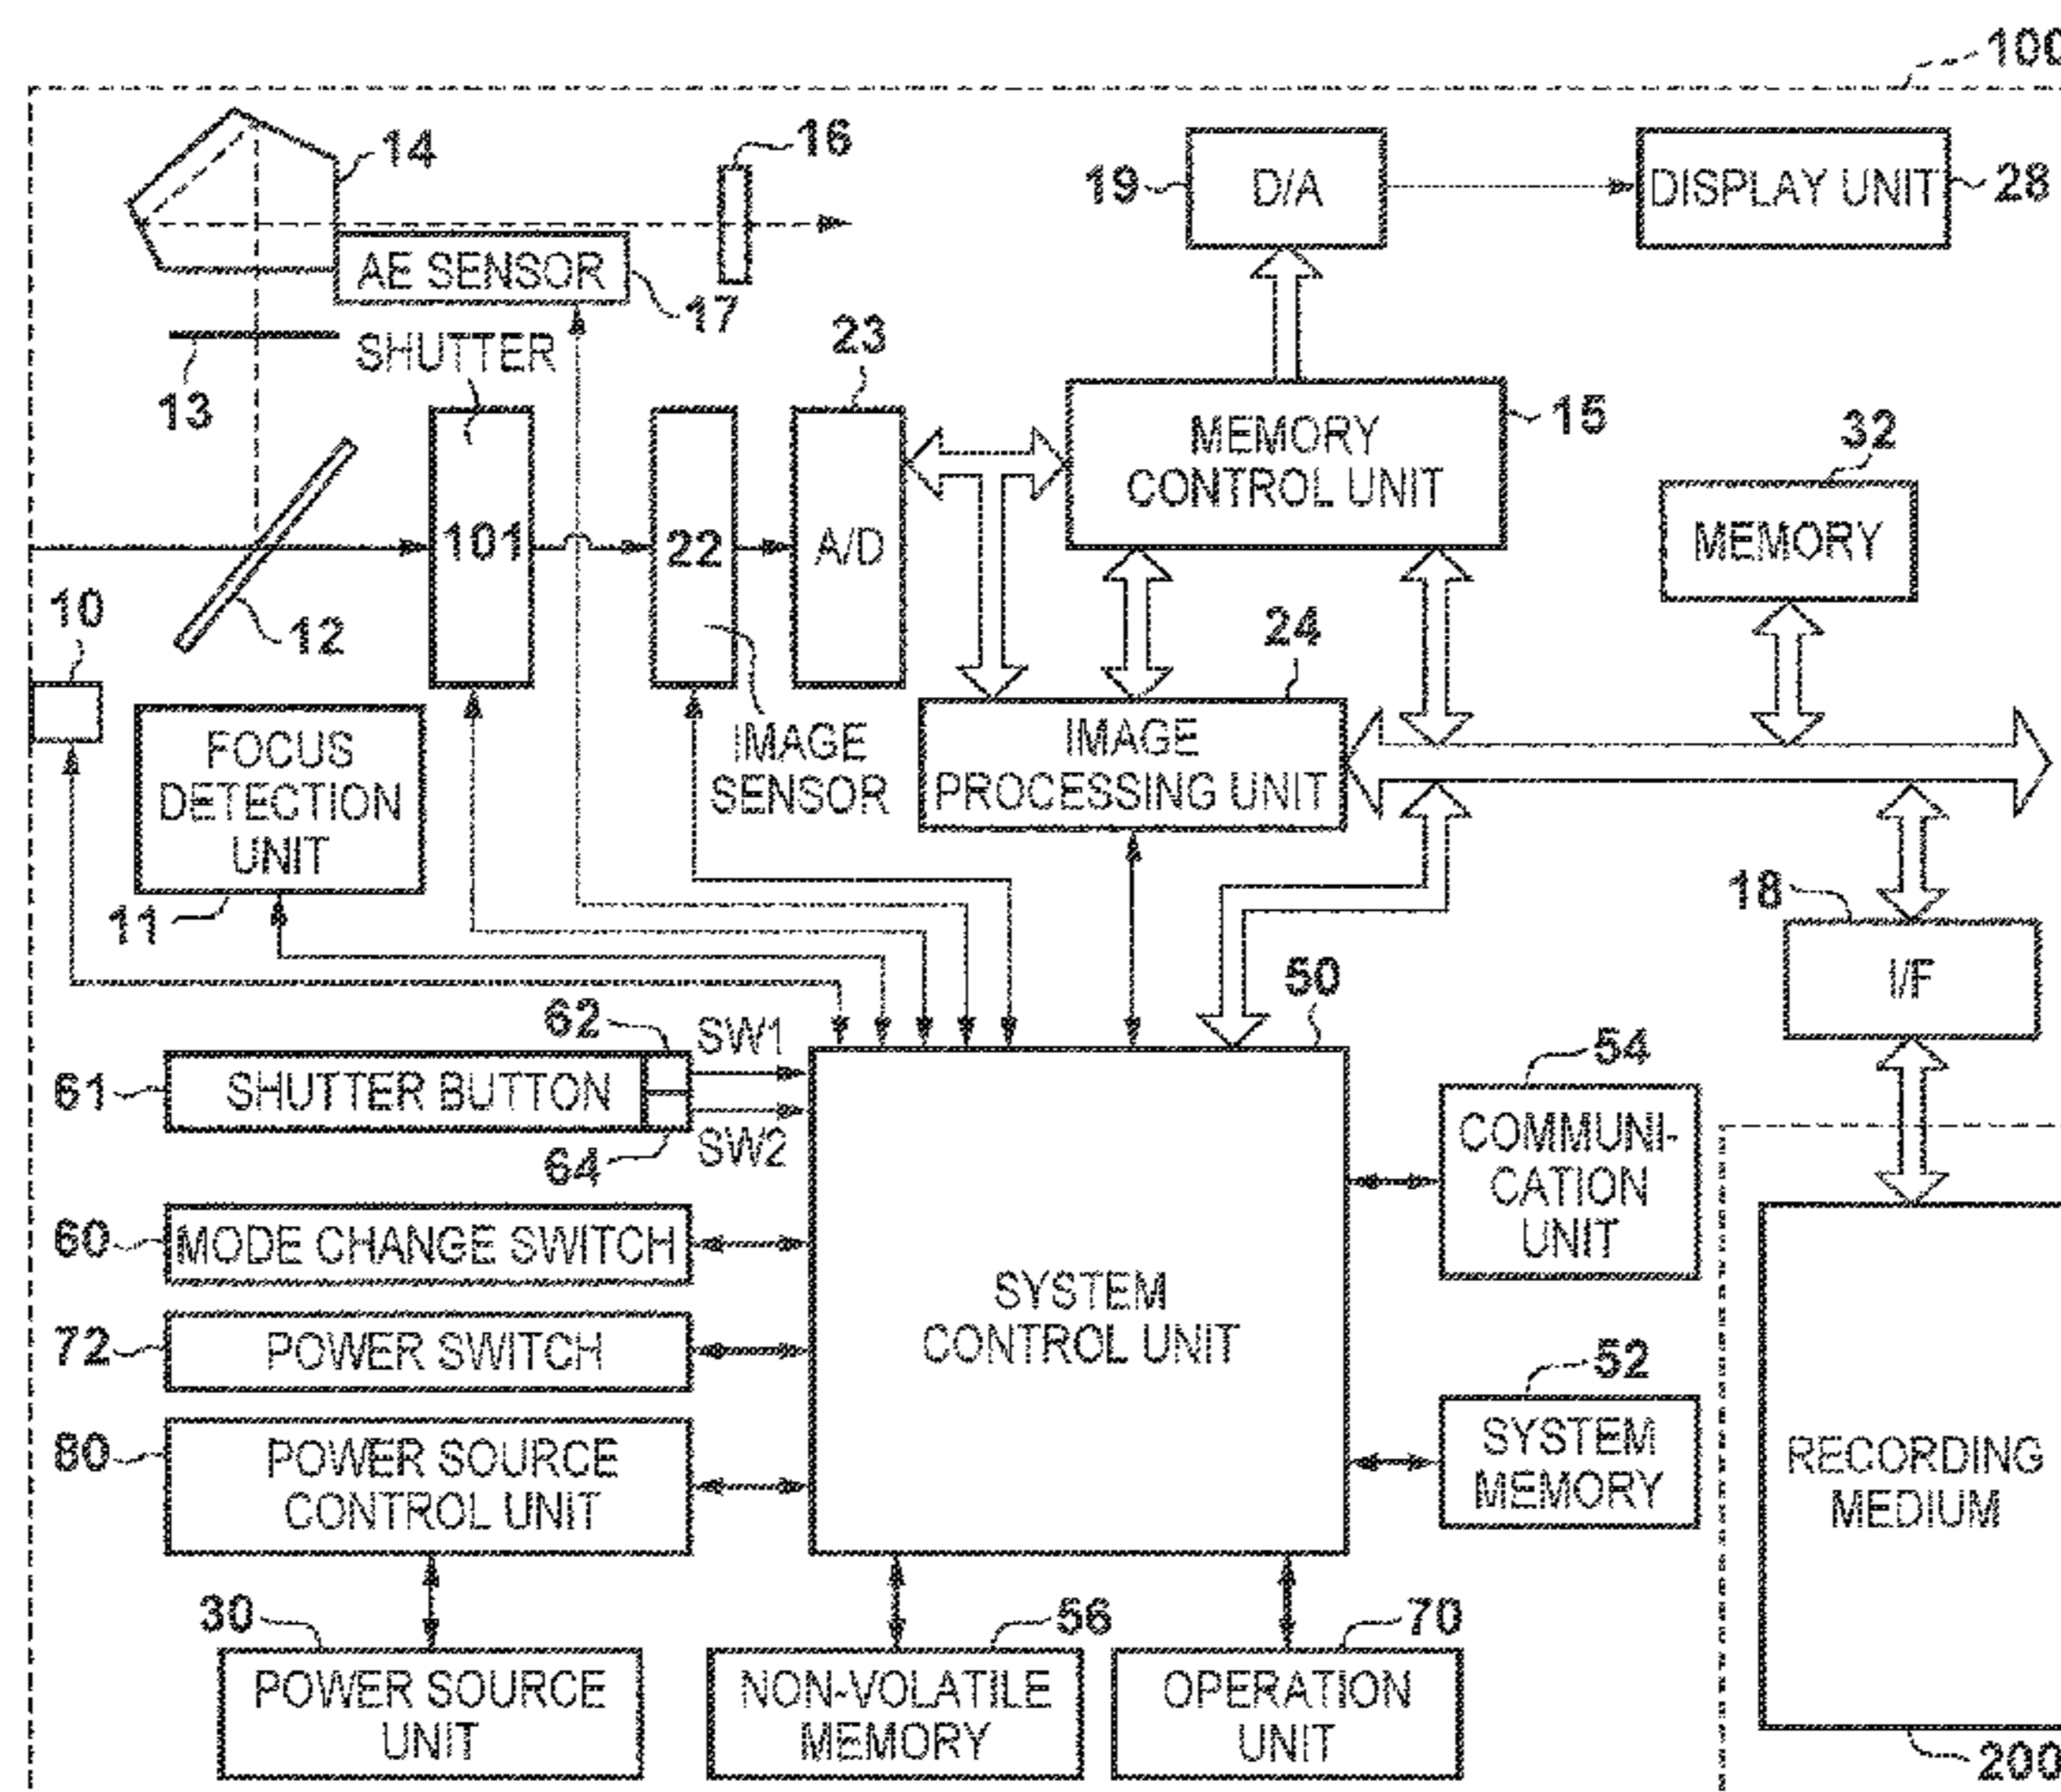 100
14
16
19
D/A
DISPLAY UNIT
28
AE SENSOR
17
SHUTTER
23
13
MEMORY
CONTROL UNIT
15
32
MEMORY
101
22
A/D
10
12
24
FOCUS
DETECTION
UNIT
11
IMAGE
SENSOR
IMAGE
PROCESSING UNIT
18
I/F
50
62
SW1
61
SHUTTER BUTTON
64
SW2
54
COMMUNI-
CATION
UNIT
60
MODE CHANGE SWITCH
SYSTEM
CONTROL UNIT
72
POWER SWITCH
52
SYSTEM
MEMORY
80
POWER SOURCE
CONTROL UNIT
RECORDING
MEDIUM
30
POWER SOURCE
UNIT
56
NON-VOLATILE
MEMORY
70
OPERATION
UNIT
200